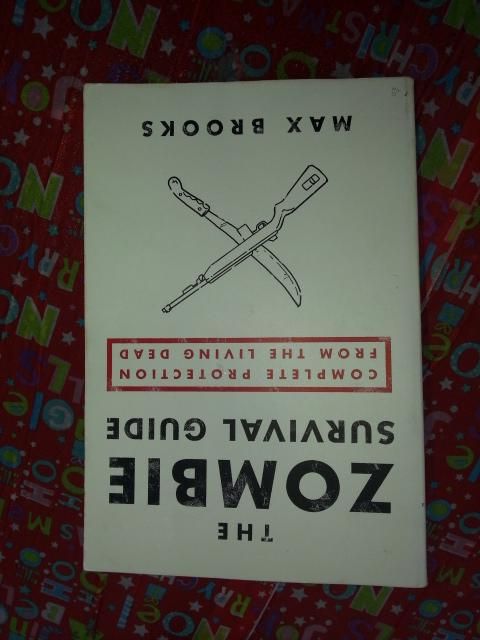 THE
ZOMBIE
SURVIVAL GUIDE
COMPLETE PROTECTION
FROM THE LIVING DEAD
MAX BROOKS